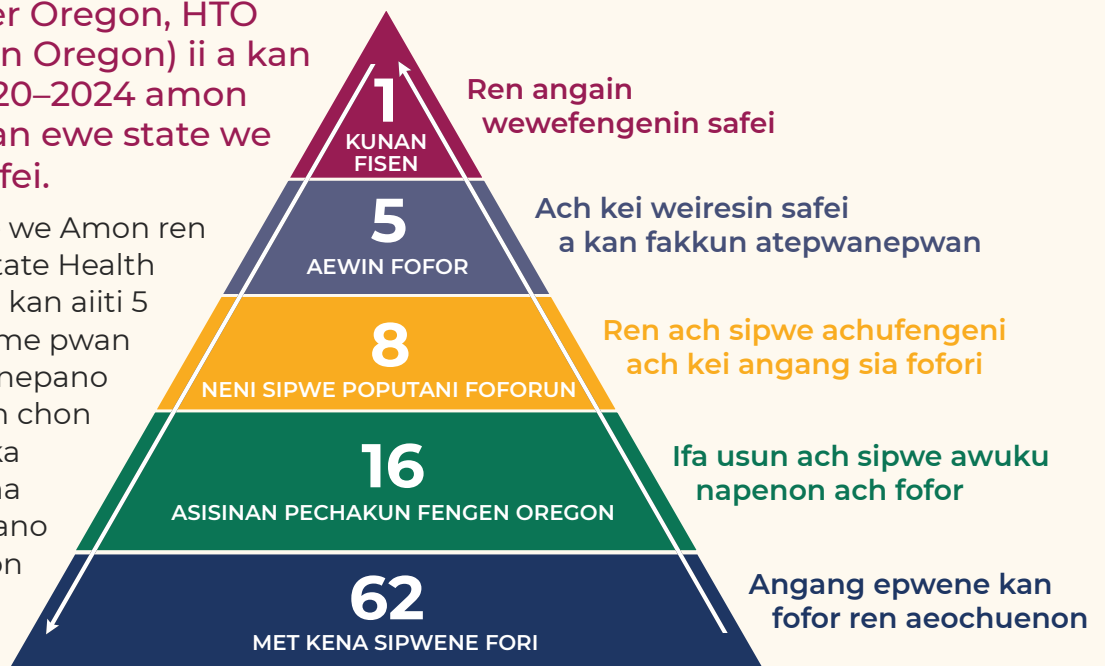 er Oregon, HTO
n Oregon) ii a kan
20–2024 amon
an ewe state we
fei.
we Amon ren
tate Health
kan aiiti 5
me pwan
nepano
n chon
ka
na
ano
on
1
KUNAN
FISEN
Ren angain
wewefengenin safei
5
AEWIN FOFOR
Ach kei weiresin safei
a kan fakkun atepwanepwan
8
NENI SIPWE POPUTANI FOFORUN
Ren ach sipwe achufengeni
ach kei angang sia fofori
16
ASISINAN PECHAKUN FENGEN OREGON
Ifa usun ach sipwe awuku
napenon ach fofor
62
MET KENA SIPWENE FORI
Angang epwene kan
fofor ren aeochuenon